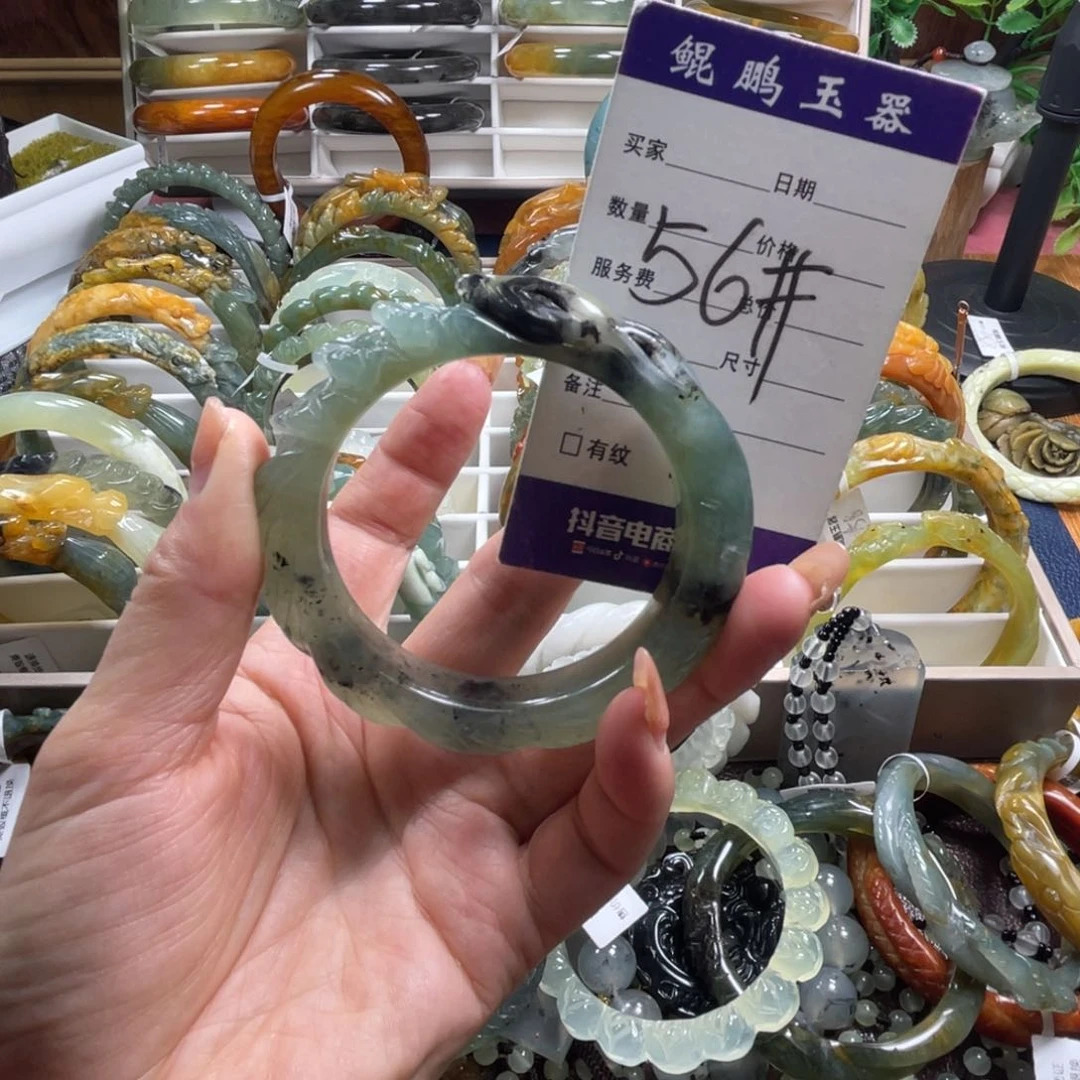 鲲鹏玉器
买家 日期
数量 价格
56#
服务费 总价
尺寸
备注
有纹
抖音电商